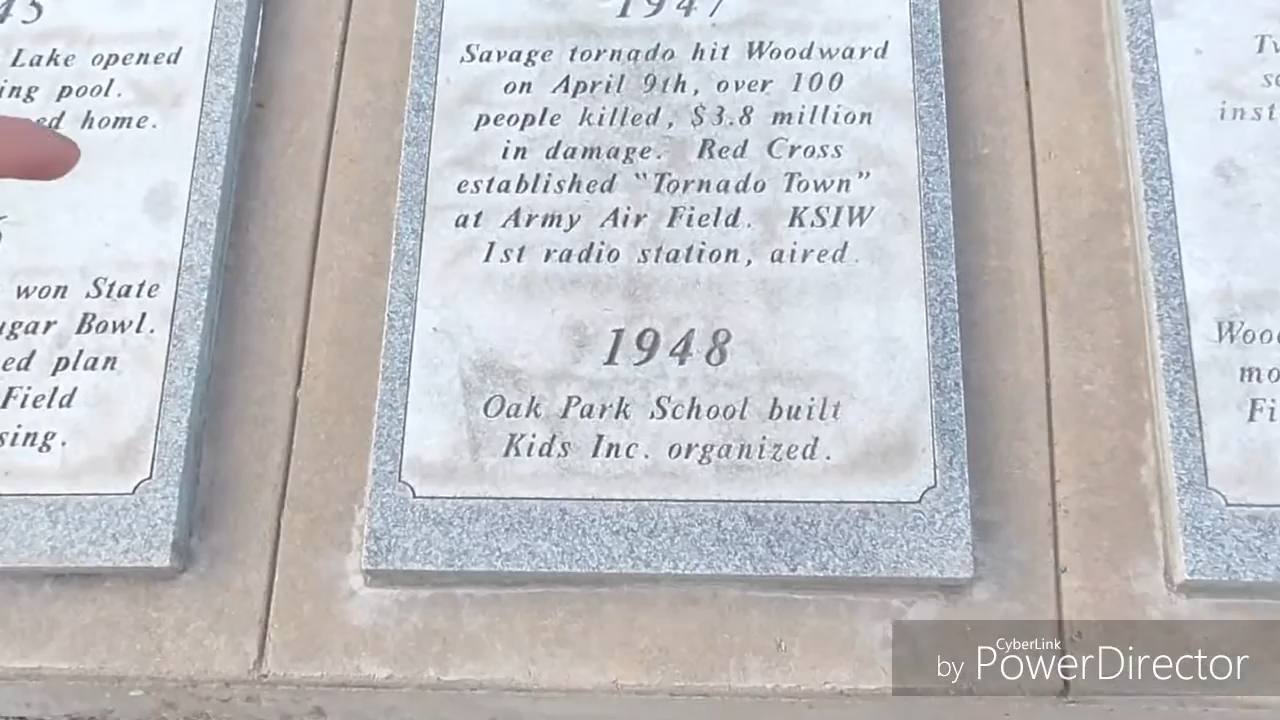 Lake opened
pool.
home.
won State
Bowl.
plan
Field
1947
Savage tornado hit Woodward
on April 9th, over 100
people killed, $3.8 million
in damage. Red Cross
established "Tornado Town"
at Army Air Field. KSIW
1st radio station, aired.
1948
Oak Park School built
Kids Inc. organized.
by CyberLink PowerDirector